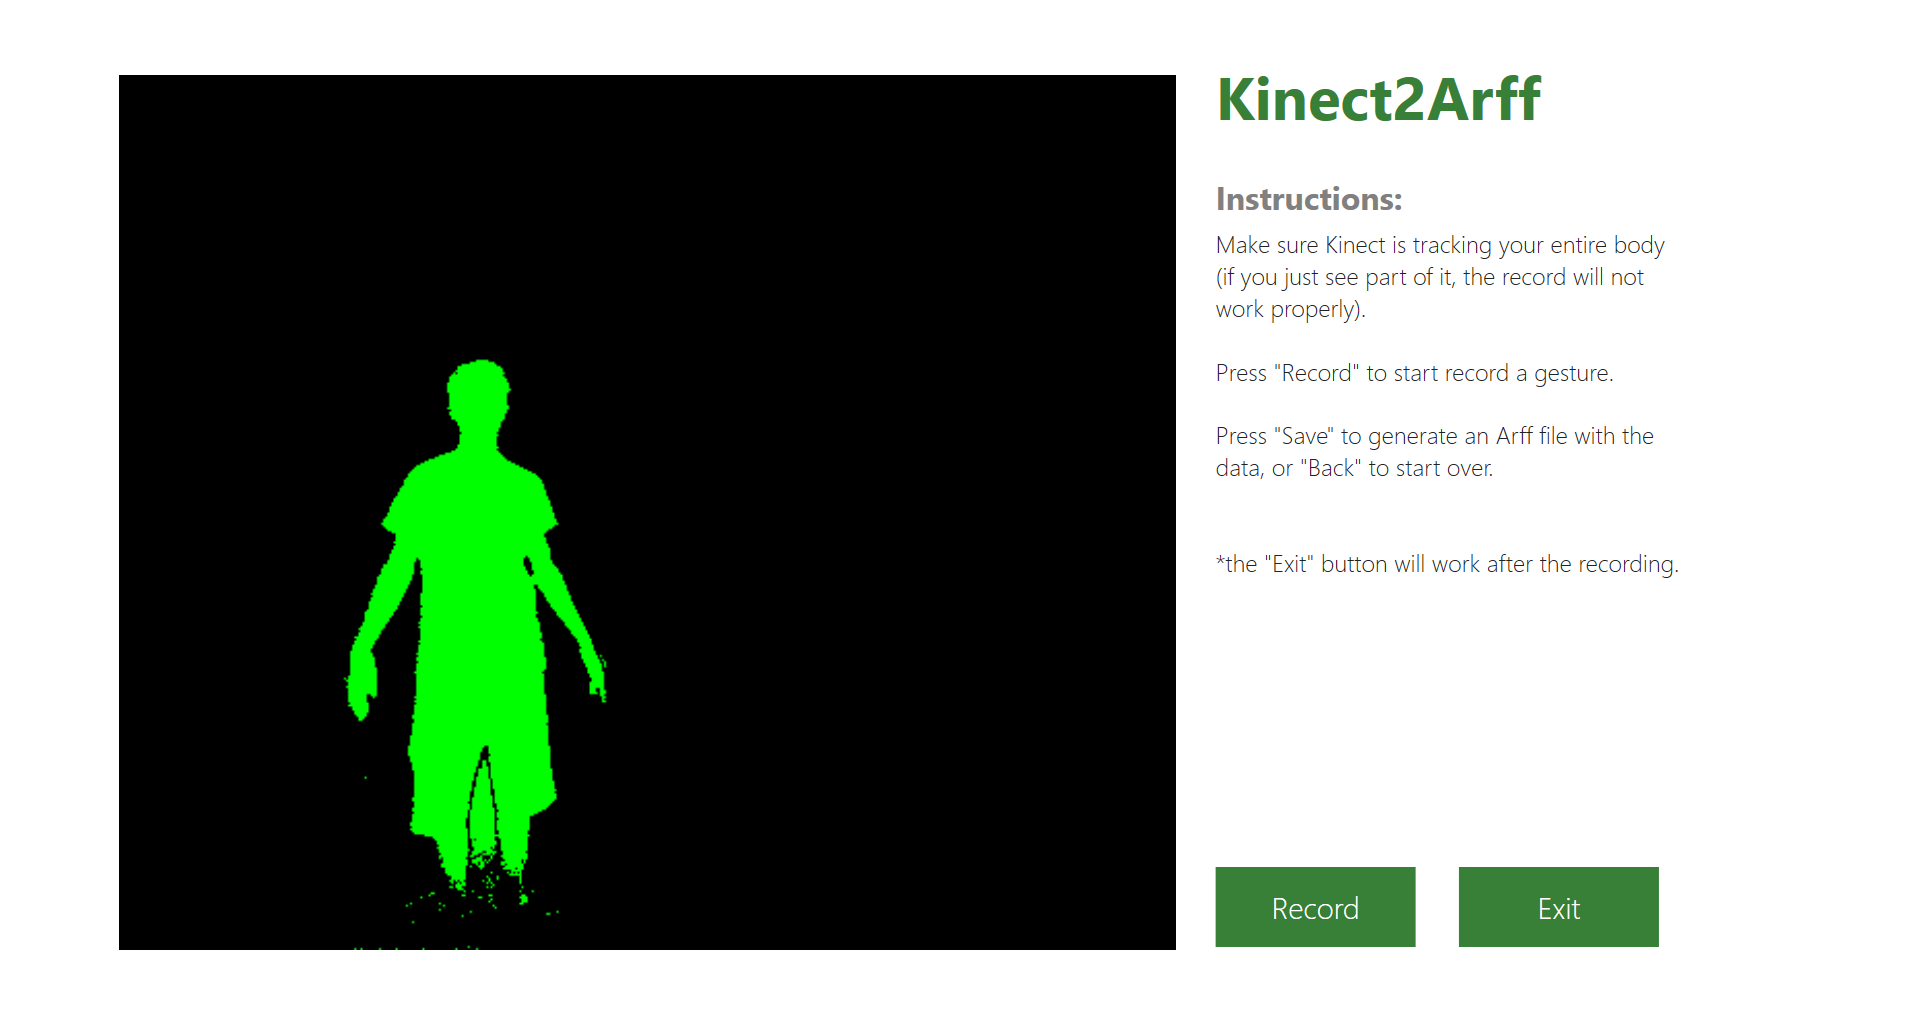 Kinect2Arff
Instructions:
Make sure Kinect is tracking your entire body
(if you just see part of it, the record will not
work properly).
Press "Record" to start record a gesture.
Press "Save" to generate an Arff file with the
data, or "Back" to start over.
*the "Exit" button will work after the recording.
Record
Exit